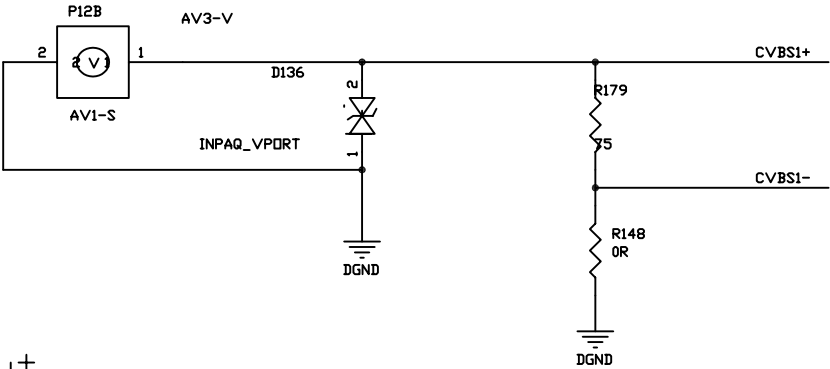 P12B
AV3-V
2 2 V 1 1
CVBS1+
D136
2
R179
AV1-S
INPAQ_VPORT
1
75
CVBS1-
R148
0R
DGND
DGND